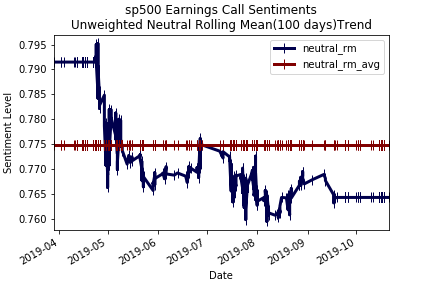 sp500 Earnings Call Sentiments
Unweighted Neutral Rolling Mean(100 days)Trend
neutral_rm
neutral_rm_avg
Sentiment Level
0.795
0.790
0.785
0.780
0.775
0.770
0.765
0.760
2019-04
2019-05
2019-06
2019-07
2019-08
2019-09
2019-10
Date